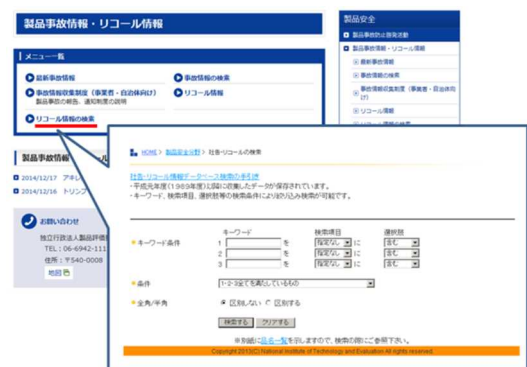 製品事故情報・リコール情報
メニュー一覧
最新事故情報
事故情報の検索
事故情報収集制度（事業者・自治体向け）
製品事故の報告、通知制度の説明
リコール情報
リコール情報の検索
製品事故情報
2014/12/17 アキレ
2014/12/16 トリンプ
お問い合わせ
独立行政法人製品評価
TEL：06-6942-111
住所：〒540-0008
地図
製品安全
製品事故防止啓発活動
製品事故情報・リコール情報
最新事故情報
事故情報の検索
事故情報収集制度（事業者・自治体向け）
リコール情報
HOME> 製品安全分野> 社告・リコールの検索
社告・リコール情報データベース検索の手引き
・平成元年度(1989年度)以降に収集したデータが保存されています。
・キーワード、検索項目、選択肢等の検索条件により絞り込み検索が可能です。
キーワード 検索項目 選択肢
キーワード条件
1 を 指定なし に 含む
2 を 指定なし に 含む
3 を 指定なし に 含む
条件 1・2・3全てを満たしているもの
全角/半角 区別しない 区別する
検索する クリアする
※別紙に品名一覧を示しますので、検索の際にご参照下さい。
Copyright 2013(C) National Institute of Technology and Evaluation All rights reserved.